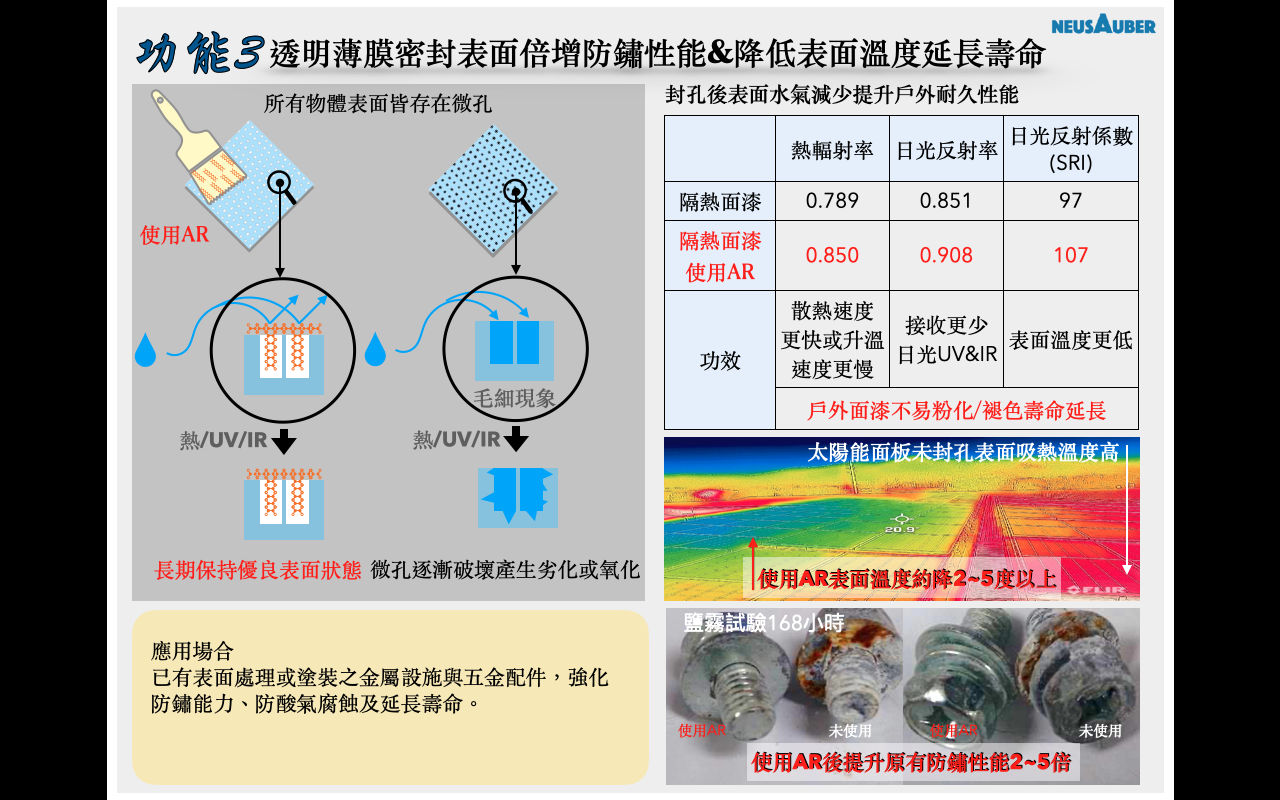 NEUSAUBER
功能3 透明薄膜密封表面倍增防鏽性能&降低表面溫度延長壽命
所有物體表面皆存在微孔
使用AR
毛細現象
熱/UV/IR
熱/UV/IR
長期保持優良表面狀態
微孔逐漸破壞產生劣化或氧化
應用場合
已有表面處理或塗裝之金屬設施與五金配件，強化
防鏽能力、防酸氣腐蝕及延長壽命。
封孔後表面水氣減少提升戶外耐久性能
熱輻射率
日光反射率
日光反射係數
(SRI)
隔熱面漆
0.789
0.851
97
隔熱面漆
使用AR
0.850
0.908
107
功效
散熱速度
更快或升溫
速度更慢
接收更少
日光UV&IR
表面溫度更低
戶外面漆不易粉化/褪色壽命延長
太陽能面板未封孔表面吸熱溫度高
20.9
使用AR表面溫度約降2~5度以上
FLIR
鹽霧試驗168小時
使用AR
未使用
使用AR
未使用
使用AR後提升原有防鏽性能2~5倍